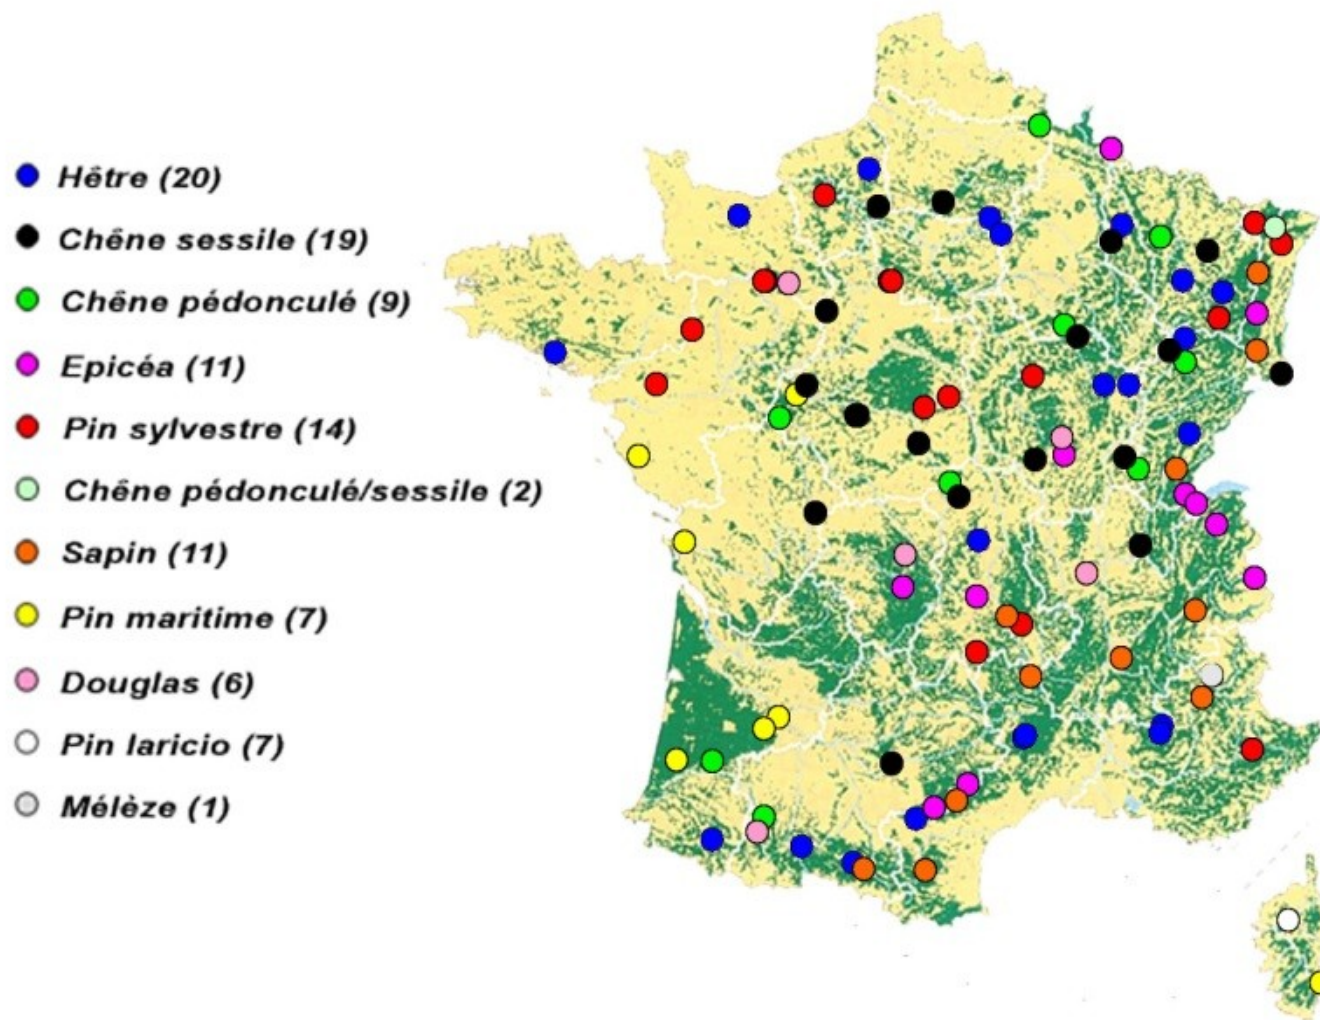 Hêtre (20)
Chêne sessile (19)
Chêne pédonculé (9)
Epicéa (11)
Pin sylvestre (14)
Chêne pédonculé/sessile (2)
Sapin (11)
Pin maritime (7)
Douglas (6)
Pin laricio (7)
Mélèze (1)